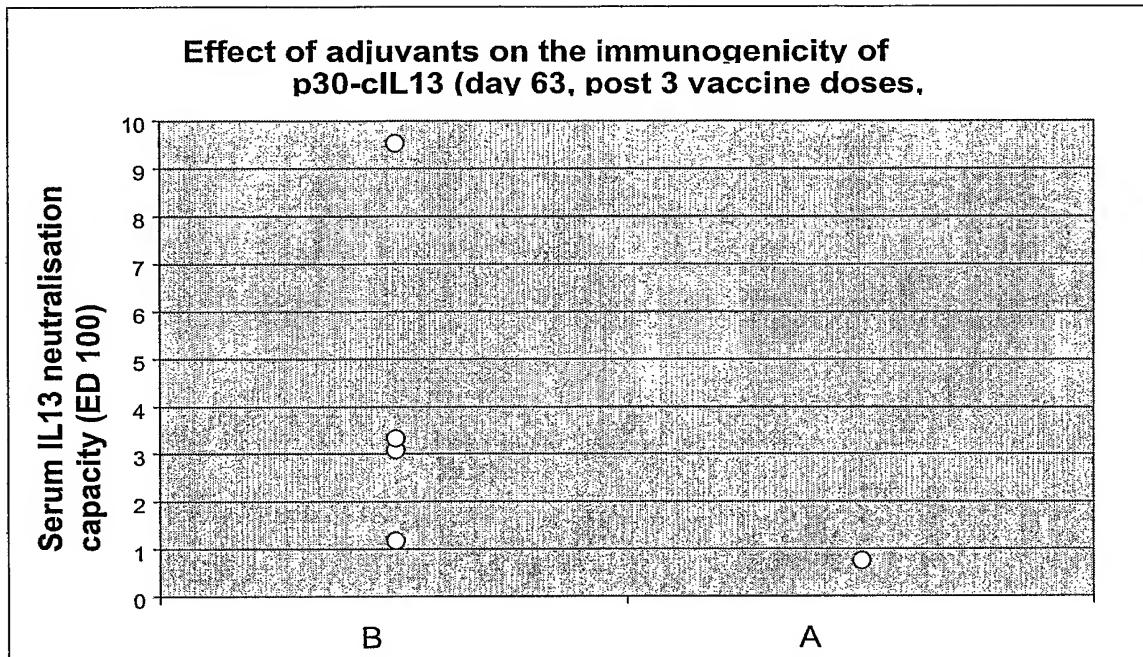 Effect of adjuvants on the immunogenicity of
p30-cIL13 (day 63, post 3 vaccine doses,
Serum IL13 neutralisation
capacity (ED 100)
10
9
8
7
6
5
4
3
2
1
0
B
A